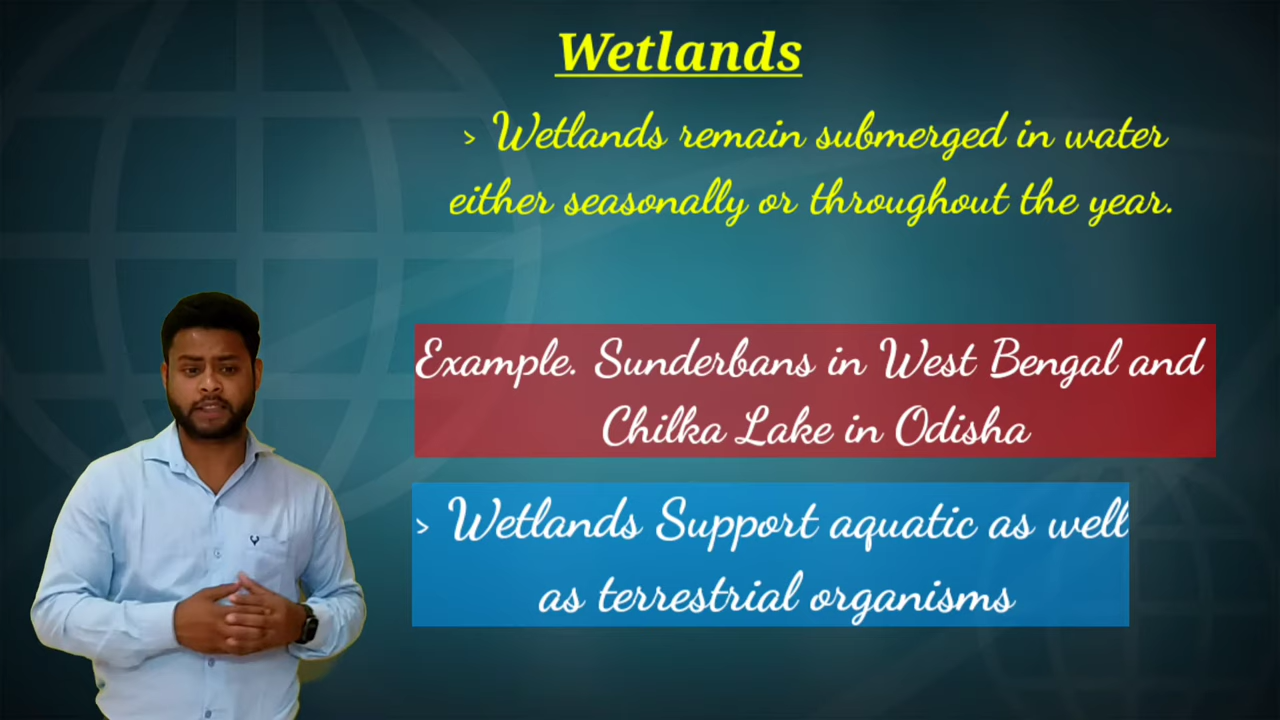 Wetlands
> Wetlands remain submerged in water
either seasonally or throughout the year.
Example. Sunderbans in West Bengal and
Chilka Lake in Odisha
> Wetlands Support aquatic as well
as terrestrial organisms